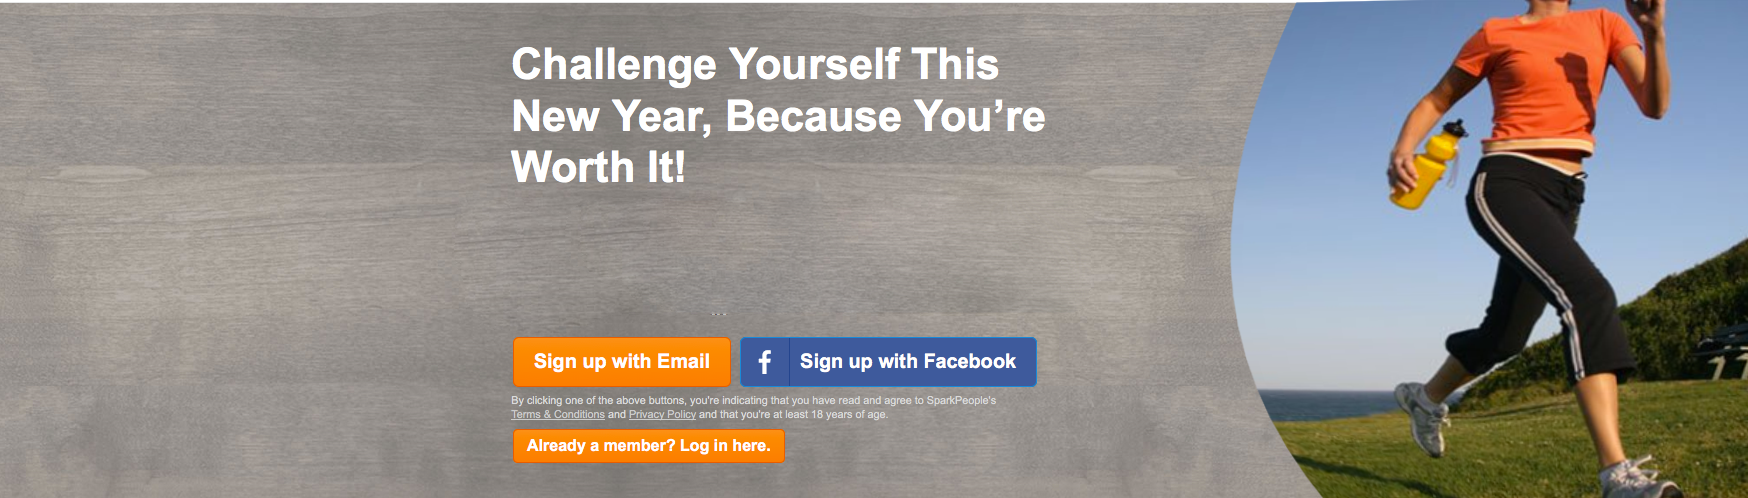 Challenge Yourself This
New Year, Because You’re
Worth It!
Sign up with Email
f Sign up with Facebook
By clicking one of the above buttons, you're indicating that you have read and agree to SparkPeople's
Terms & Conditions and Privacy Policy and that you're at least 18 years of age.
Already a member? Log in here.